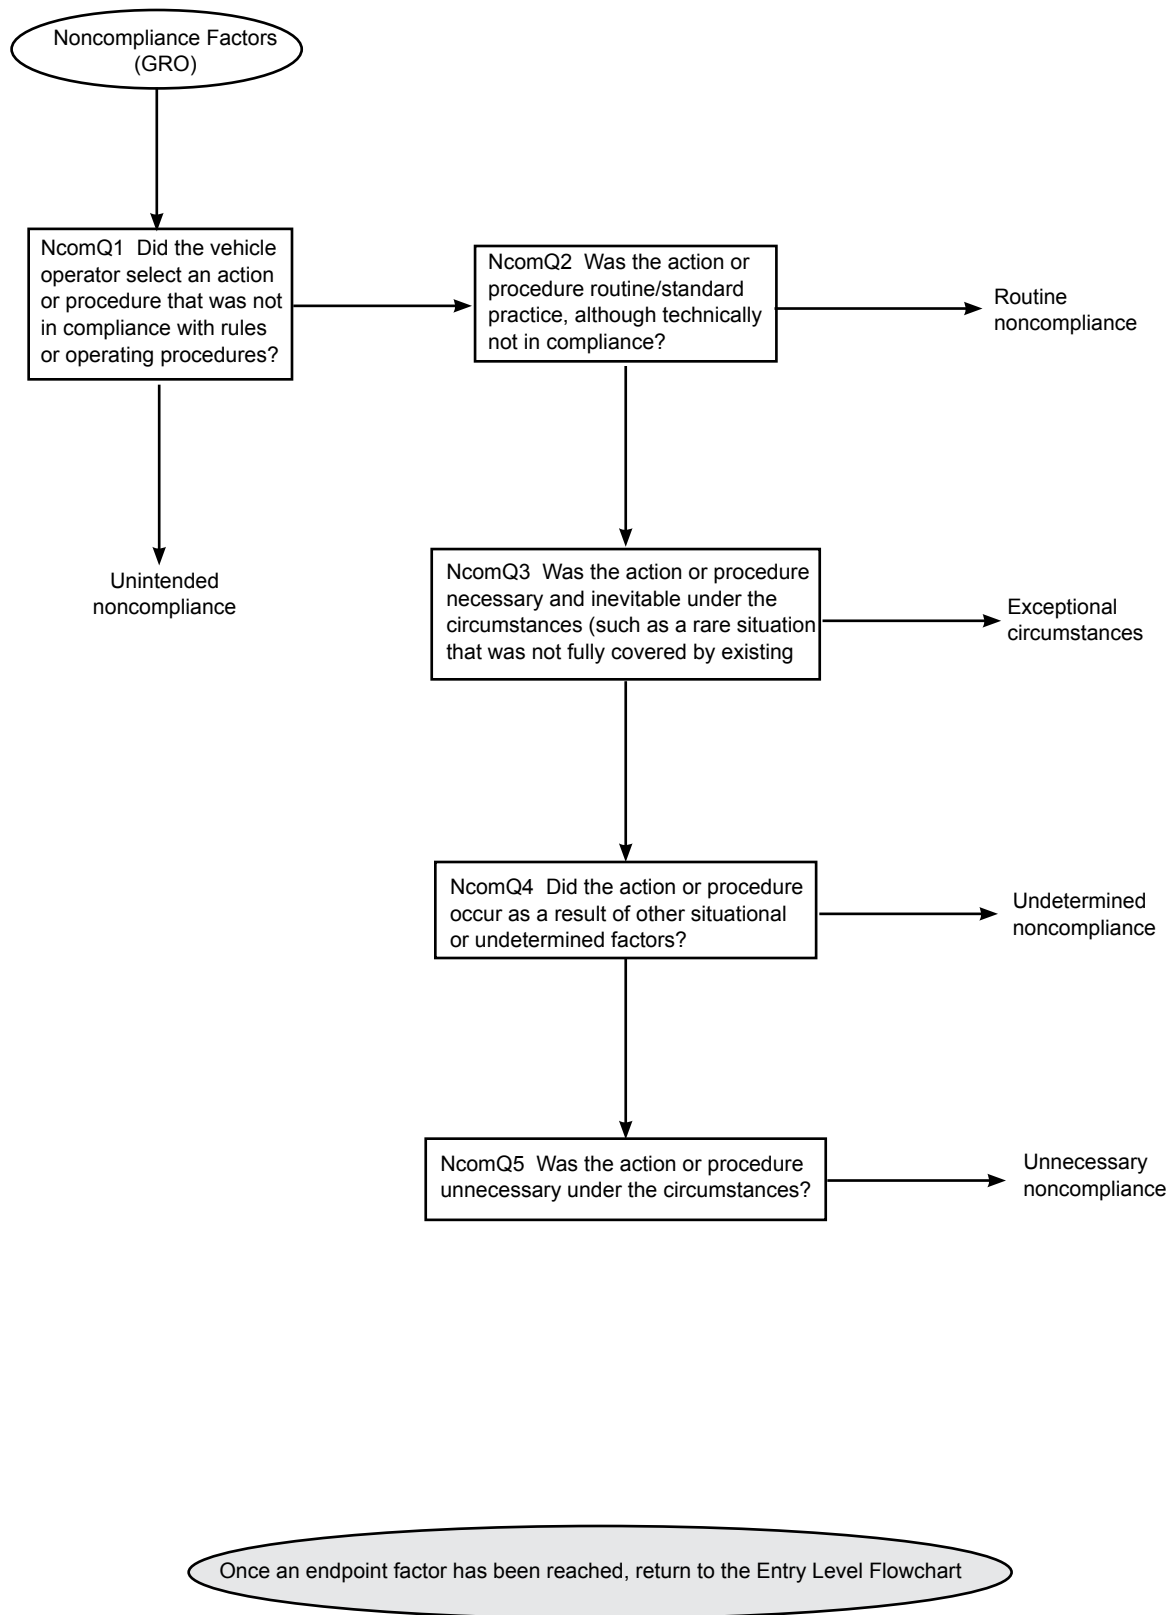 Noncompliance Factors
(GRO)
NcomQ1  Did the vehicle
operator select an action
or procedure that was not
in compliance with rules
or operating procedures?
NcomQ2  Was the action or
procedure routine/standard
practice, although technically
not in compliance?
Routine
noncompliance
Unintended
noncompliance
NcomQ3  Was the action or procedure
necessary and inevitable under the
circumstances (such as a rare situation
that was not fully covered by existing
Exceptional
circumstances
NcomQ4  Did the action or procedure
occur as a result of other situational
or undetermined factors?
Undetermined
noncompliance
NcomQ5  Was the action or procedure
unnecessary under the circumstances?
Unnecessary
noncompliance
Once an endpoint factor has been reached, return to the Entry Level Flowchart